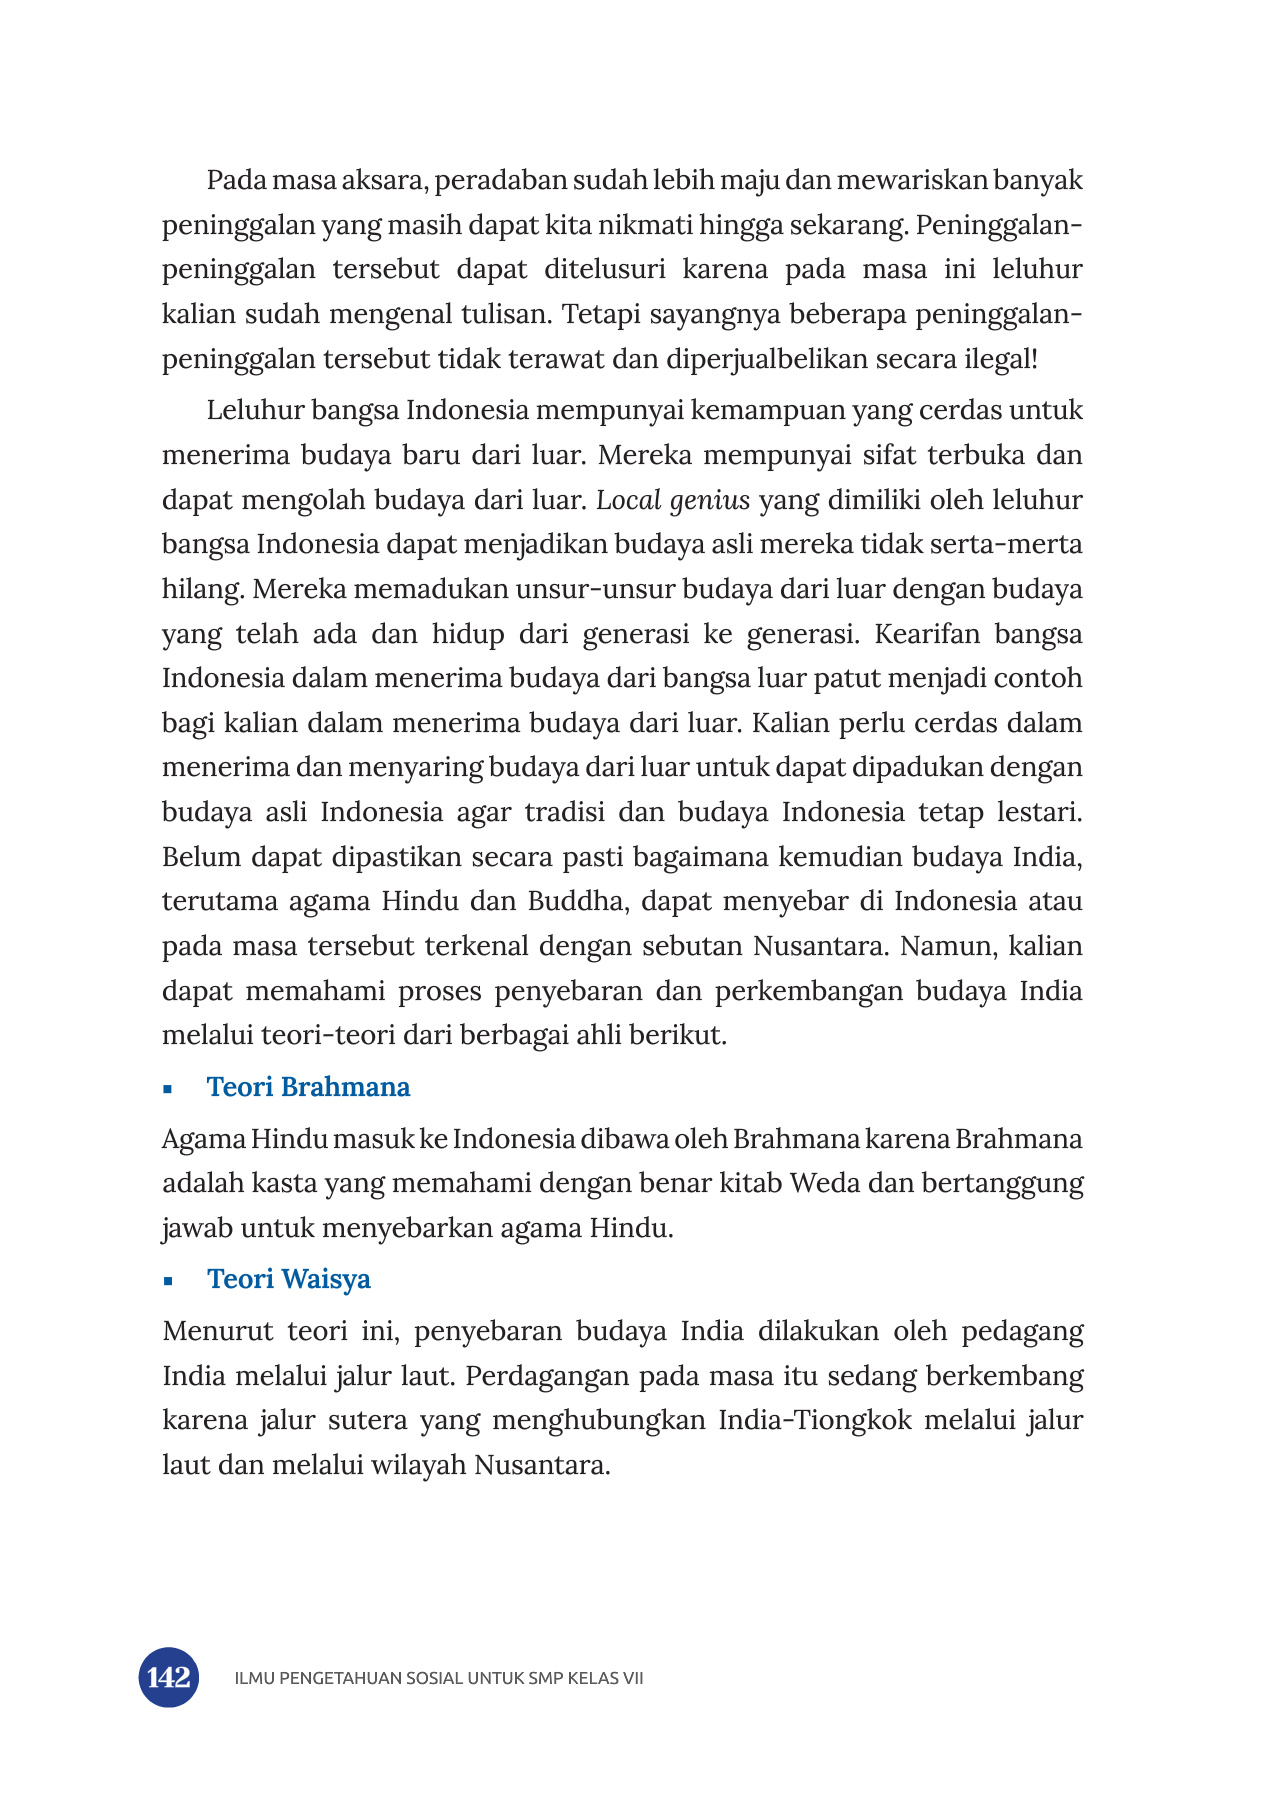 Pada masa aksara, peradaban sudah lebih maju dan mewariskan banyak
peninggalan yang masih dapat kita nikmati hingga sekarang. Peninggalan-
peninggalan tersebut dapat ditelusuri karena pada masa ini leluhur
kalian sudah mengenal tulisan. Tetapi sayangnya beberapa peninggalan-
peninggalan tersebut tidak terawat dan diperjualbelikan secara ilegal!
Leluhur bangsa Indonesia mempunyai kemampuan yang cerdas untuk
menerima budaya baru dari luar. Mereka mempunyai sifat terbuka dan
dapat mengolah budaya dari luar. Local genius yang dimiliki oleh leluhur
bangsa Indonesia dapat menjadikan budaya asli mereka tidak serta-merta
hilang. Mereka memadukan unsur-unsur budaya dari luar dengan budaya
yang telah ada dan hidup dari generasi ke generasi. Kearifan bangsa
Indonesia dalam menerima budaya dari bangsa luar patut menjadi contoh
bagi kalian dalam menerima budaya dari luar. Kalian perlu cerdas dalam
menerima dan menyaring budaya dari luar untuk dapat dipadukan dengan
budaya asli Indonesia agar tradisi dan budaya Indonesia tetap lestari.
Belum dapat dipastikan secara pasti bagaimana kemudian budaya India,
terutama agama Hindu dan Buddha, dapat menyebar di Indonesia atau
pada masa tersebut terkenal dengan sebutan Nusantara. Namun, kalian
dapat memahami proses penyebaran dan perkembangan budaya India
melalui teori-teori dari berbagai ahli berikut.
▪ Teori Brahmana
Agama Hindu masuk ke Indonesia dibawa oleh Brahmana karena Brahmana
adalah kasta yang memahami dengan benar kitab Weda dan bertanggung
jawab untuk menyebarkan agama Hindu.
▪ Teori Waisya
Menurut teori ini, penyebaran budaya India dilakukan oleh pedagang
India melalui jalur laut. Perdagangan pada masa itu sedang berkembang
karena jalur sutera yang menghubungkan India-Tiongkok melalui jalur
laut dan melalui wilayah Nusantara.
142 ILMU PENGETAHUAN SOSIAL UNTUK SMP KELAS VII